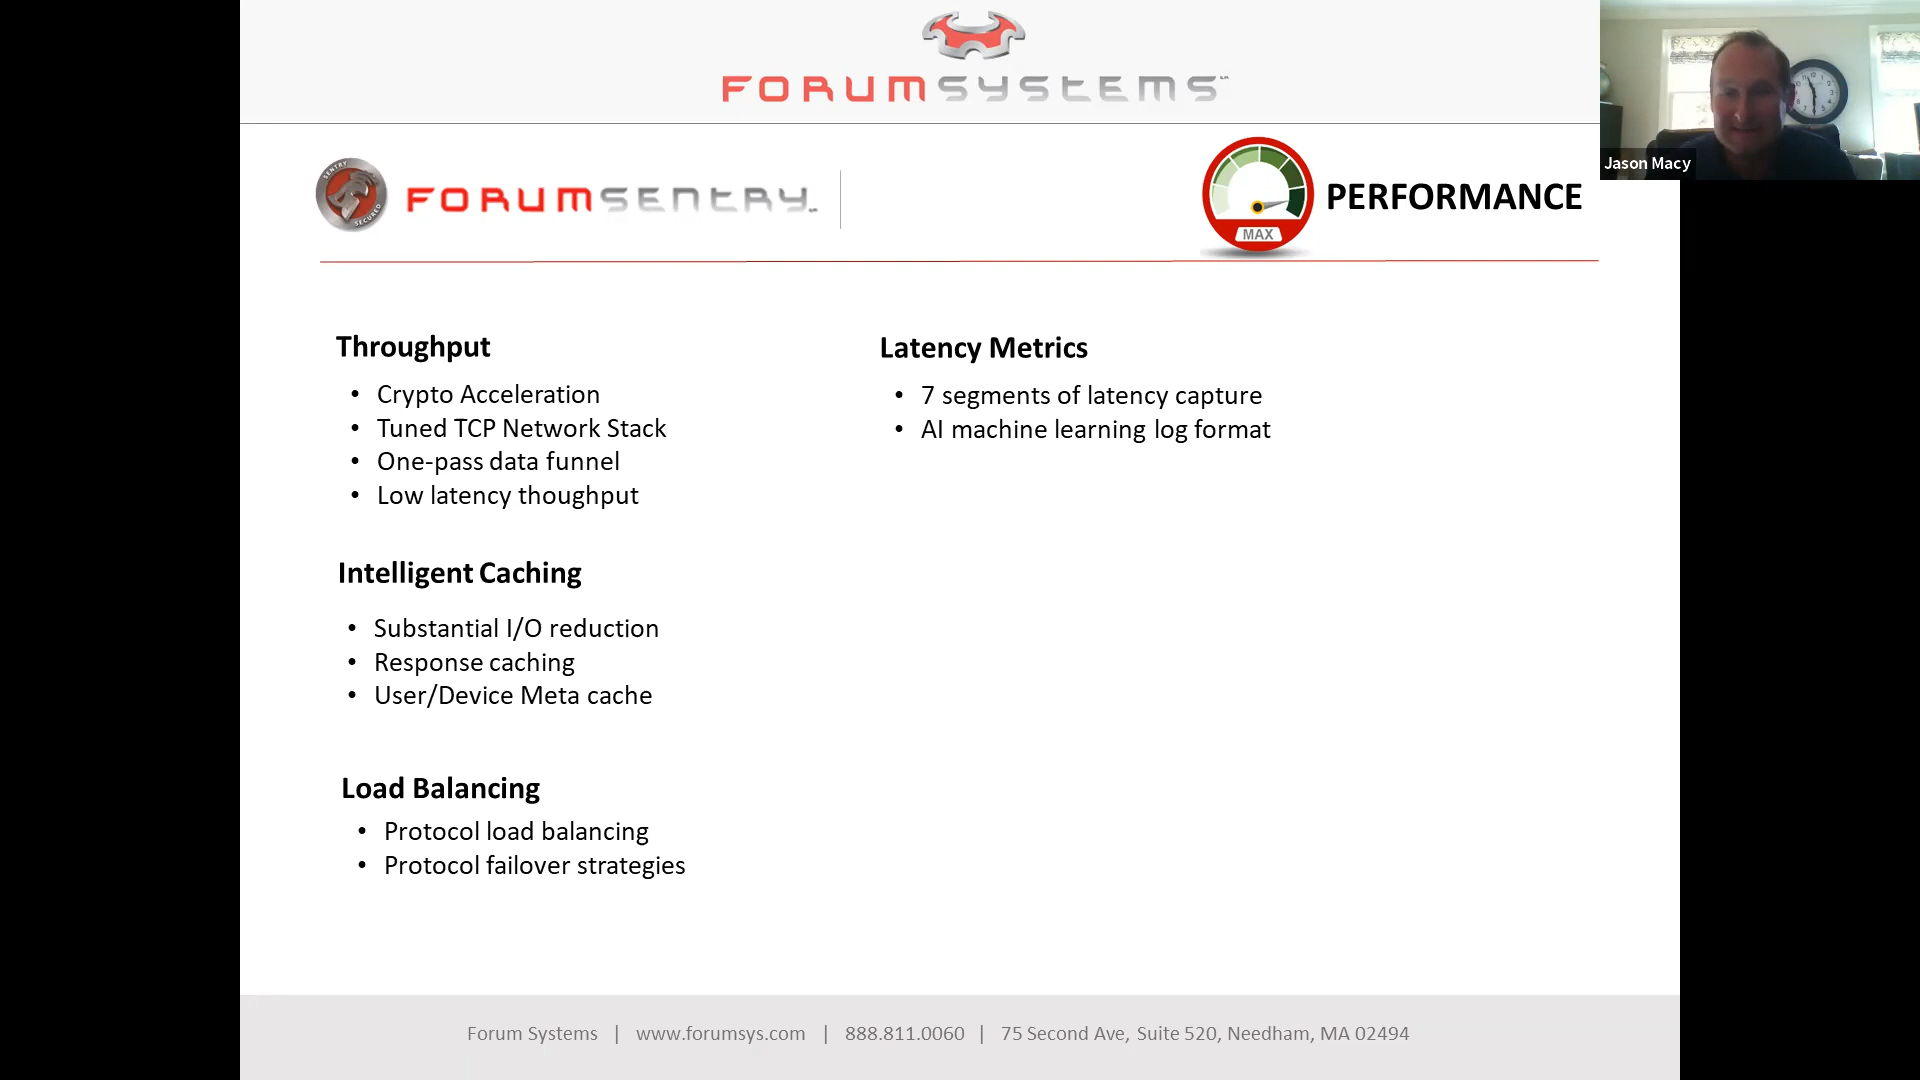 FORUMSYSTEMS
Jason Macy
SENTRY
SECURED
FORUMSENTRY
MAX
PERFORMANCE
Throughput
• Crypto Acceleration
• Tuned TCP Network Stack
• One-pass data funnel
• Low latency thoughput
Intelligent Caching
• Substantial I/O reduction
• Response caching
• User/Device Meta cache
Load Balancing
• Protocol load balancing
• Protocol failover strategies
Latency Metrics
• 7 segments of latency capture
• AI machine learning log format
Forum Systems | www.forumsys.com | 888.811.0060 | 75 Second Ave, Suite 520, Needham, MA 02494